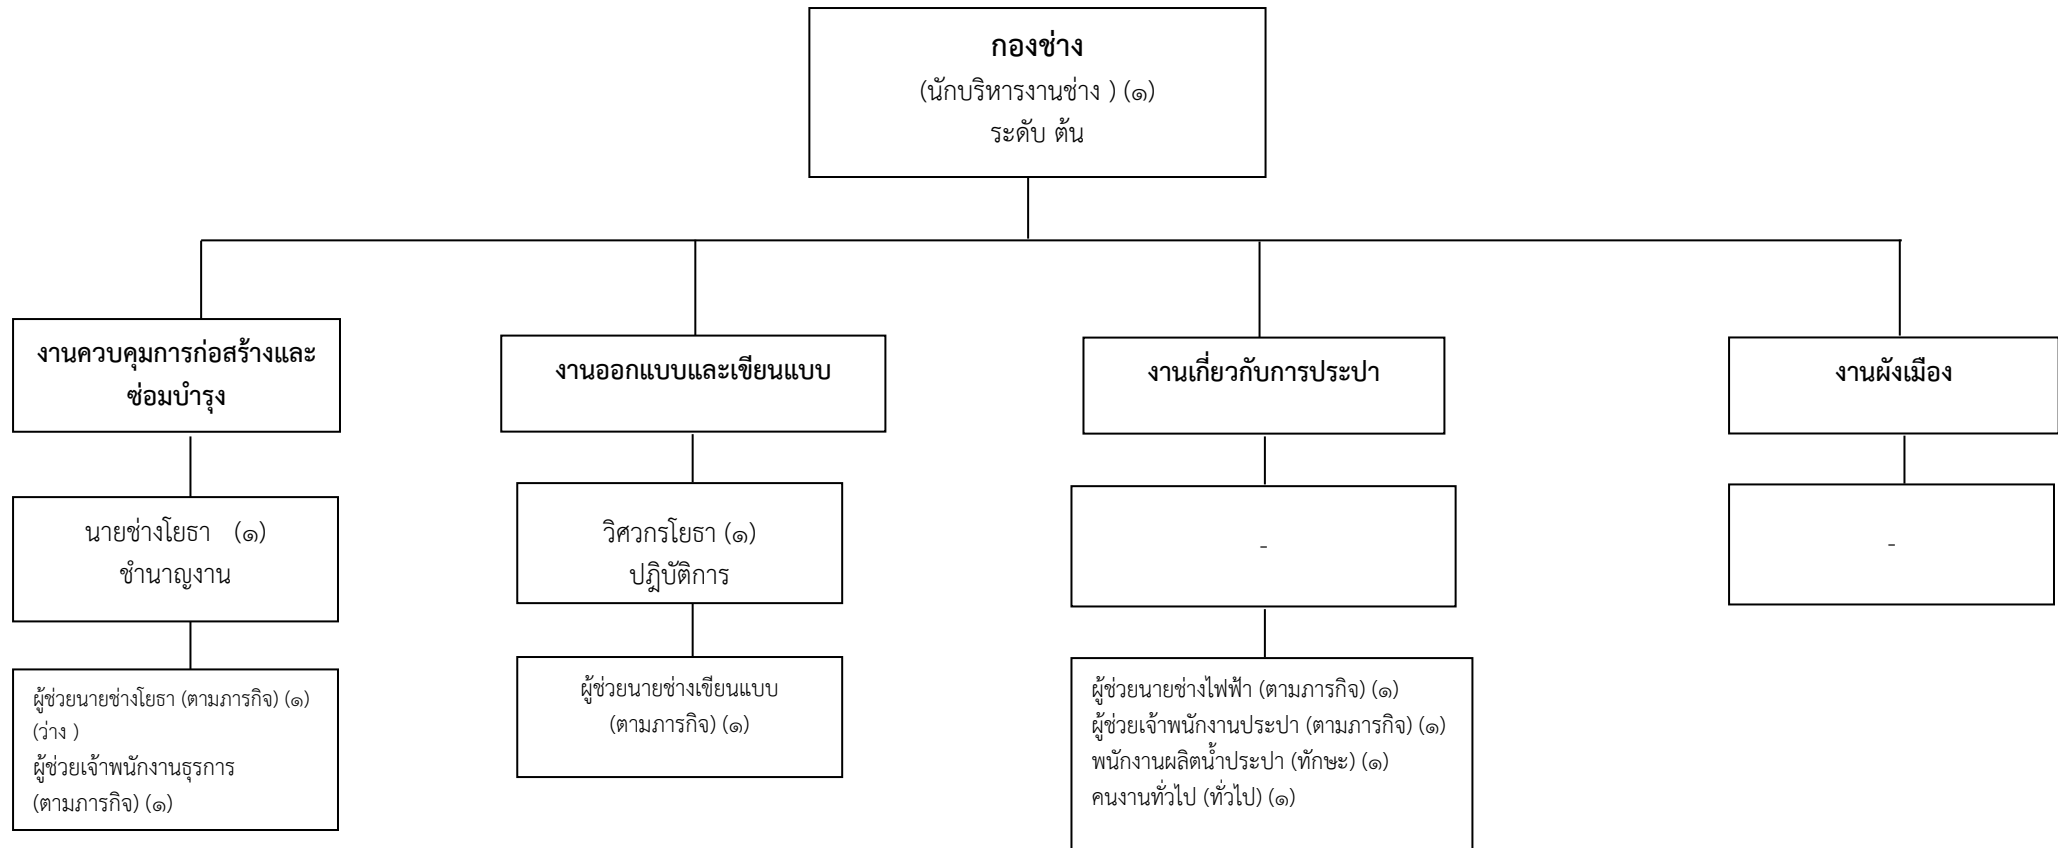 กองช่าง
(นักบริหารงานช่าง ) (๑)
ระดับ ต้น
งานควบคุมการก่อสร้างและ
ซ่อมบำรุง
งานออกแบบและเขียนแบบ
งานเกี่ยวกับการประปา
งานผังเมือง
นายช่างโยธา (๑)
ชำนาญงาน
วิศวกรโยธา (๑)
ปฎิบัติการ
-
-
ผู้ช่วยนายช่างโยธา (ตามภารกิจ) (๑)
(ว่าง )
ผู้ช่วยเจ้าพนักงานธุรการ
(ตามภารกิจ) (๑)
ผู้ช่วยนายช่างเขียนแบบ
(ตามภารกิจ) (๑)
ผู้ช่วยนายช่างไฟฟ้า (ตามภารกิจ) (๑)
ผู้ช่วยเจ้าพนักงานประปา (ตามภารกิจ) (๑)
พนักงานผลิตน้ำประปา (ทักษะ) (๑)
คนงานทั่วไป (ทั่วไป) (๑)